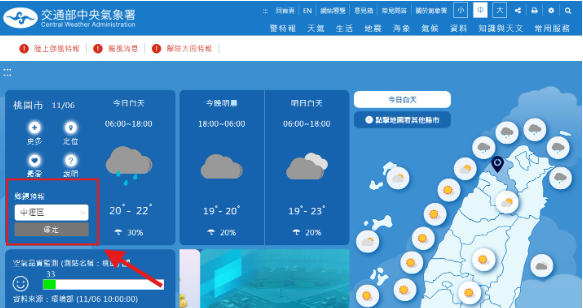 交通部中央氣象署
Central Weather Administration
::: 回首頁 EN 網站導覽 意見箱 常見問答 關於氣象署 小 中 大
警特報 天氣 生活 地震 海象 氣候 資料 知識與天文 常用服務
陸上強風特報 颱風消息 解除大雨特報
:::
桃園市 11/06
更多 定位
最愛 說明
鄉鎮預報
中壢區
確定
今日白天
06:00~18:00
20°- 22°
30%
今晚明晨
18:00~06:00
19°- 20°
20%
明日白天
06:00~18:00
19°- 20°
20%
今日白天
點擊地圖看其他縣市
空氣品質監測 (測站名稱:桃園)
33
資料來源:環境部 (11/06 10:00:00)